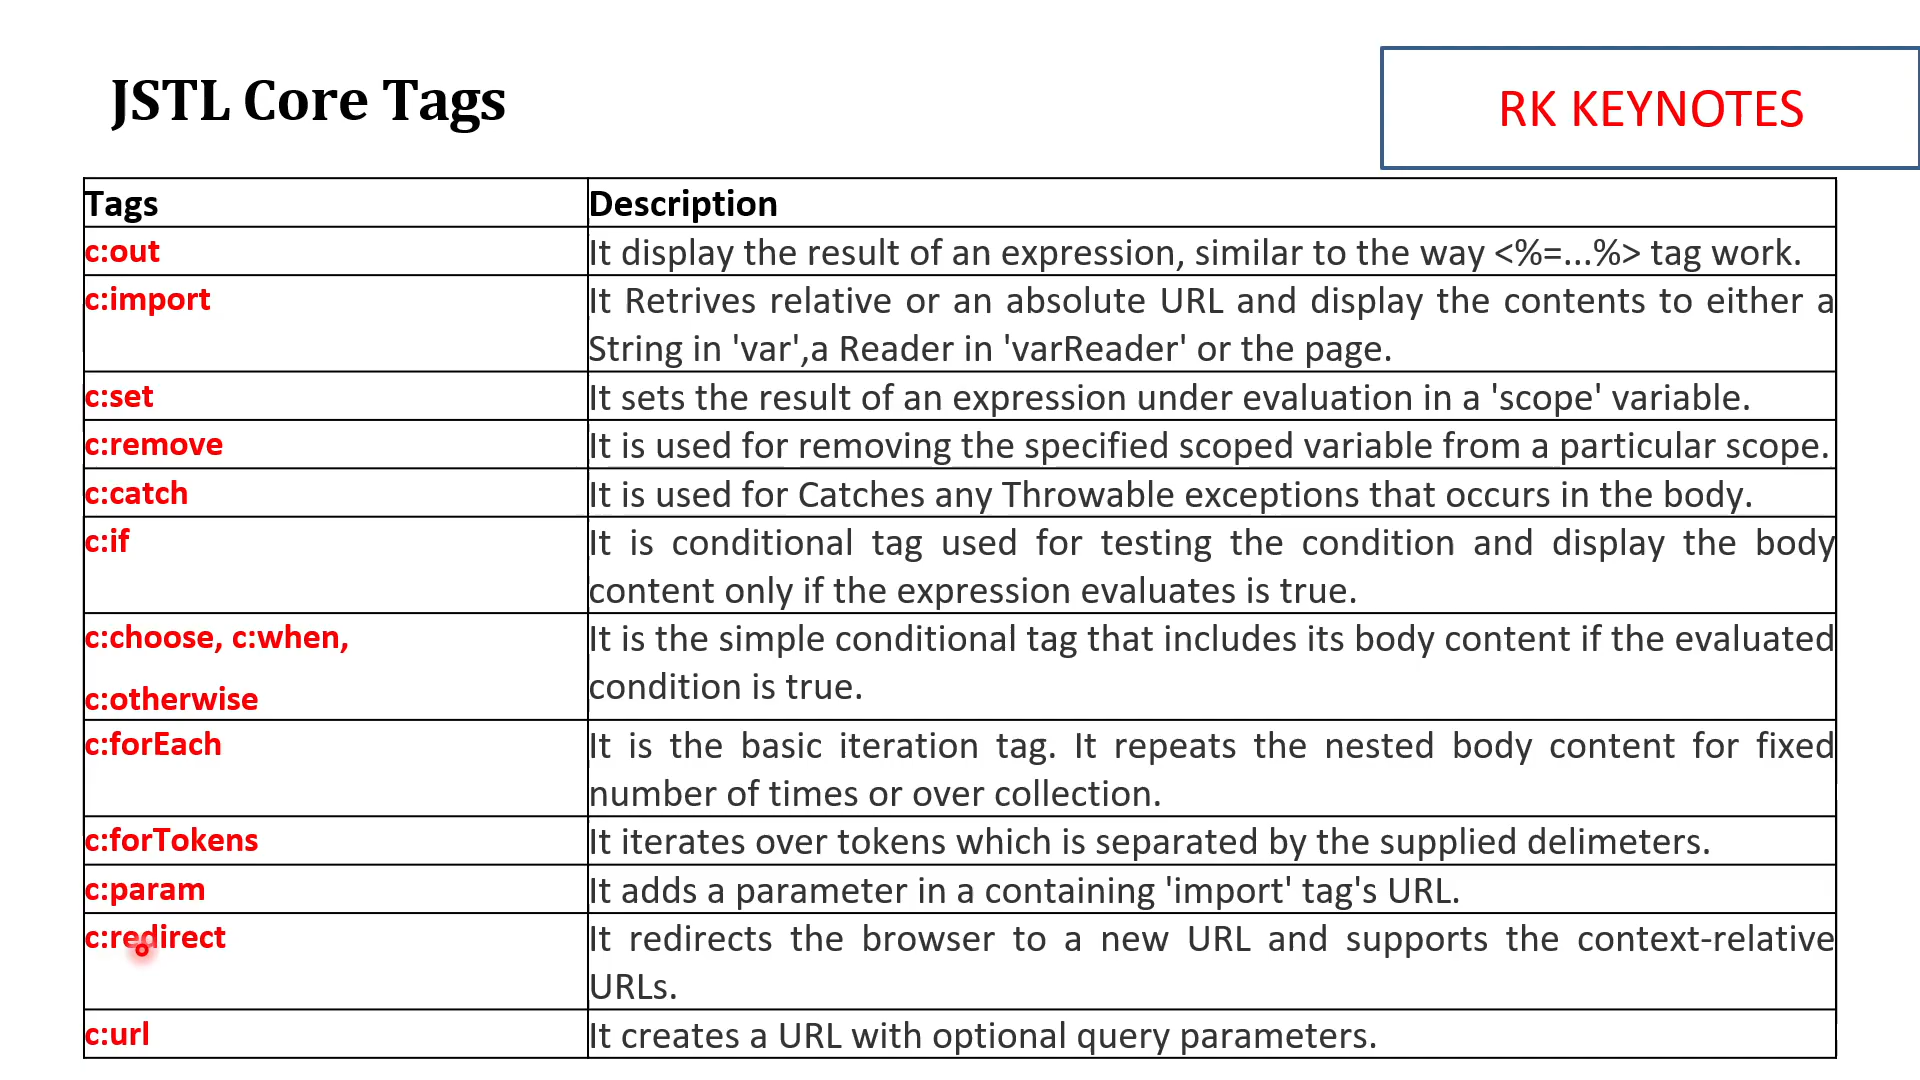 JSTL Core Tags
RK KEYNOTES
Tags
Description
c:out
It display the result of an expression, similar to the way <%=...%> tag work.
c:import
It Retrives relative or an absolute URL and display the contents to either a
String in 'var',a Reader in 'varReader' or the page.
c:set
It sets the result of an expression under evaluation in a 'scope' variable.
c:remove
It is used for removing the specified scoped variable from a particular scope.
c:catch
It is used for Catches any Throwable exceptions that occurs in the body.
c:if
It is conditional tag used for testing the condition and display the body
content only if the expression evaluates is true.
c:choose, c:when,
c:otherwise
It is the simple conditional tag that includes its body content if the evaluated
condition is true.
c:forEach
It is the basic iteration tag. It repeats the nested body content for fixed
number of times or over collection.
c:forTokens
It iterates over tokens which is separated by the supplied delimeters.
c:param
It adds a parameter in a containing 'import' tag's URL.
c:redirect
It redirects the browser to a new URL and supports the context-relative
URLs.
c:url
It creates a URL with optional query parameters.